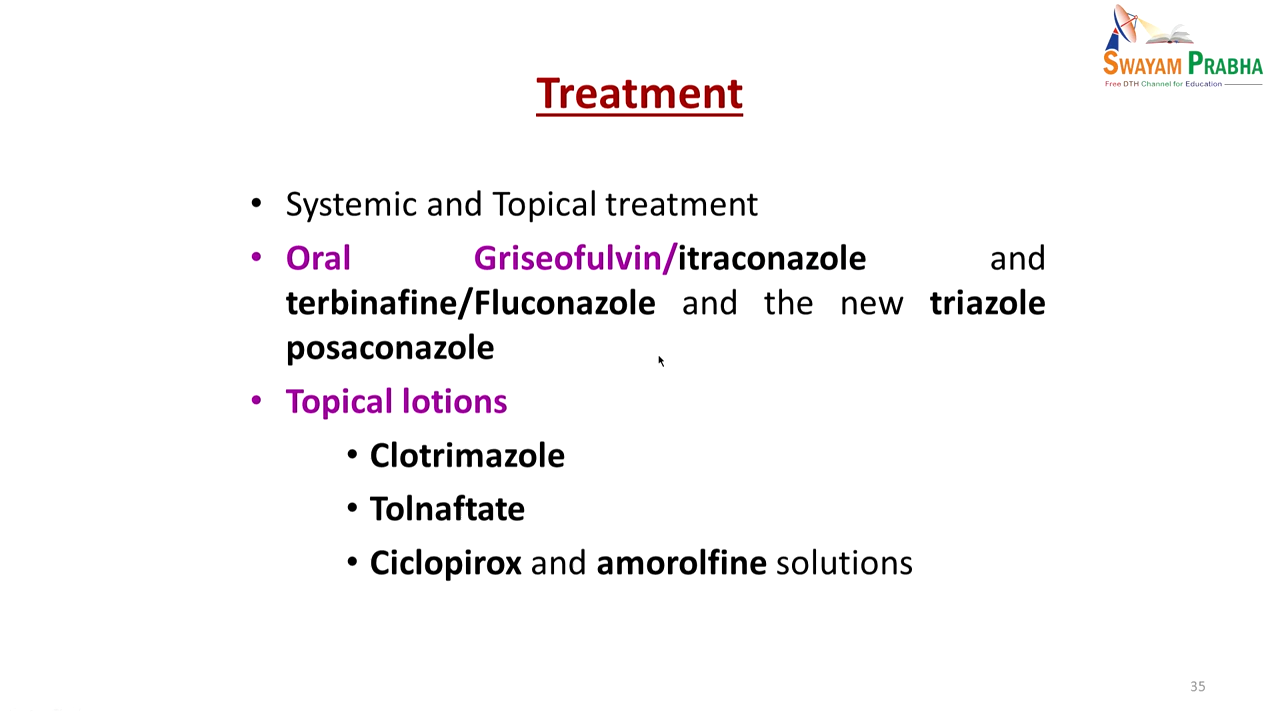 SWAYAM PRABHA
Free DTH Channel for Education
Treatment
• Systemic and Topical treatment
• Oral Griseofulvin/itraconazole and
terbinafine/Fluconazole and the new triazole
posaconazole
• Topical lotions
• Clotrimazole
• Tolnaftate
• Ciclopirox and amorolfine solutions
35